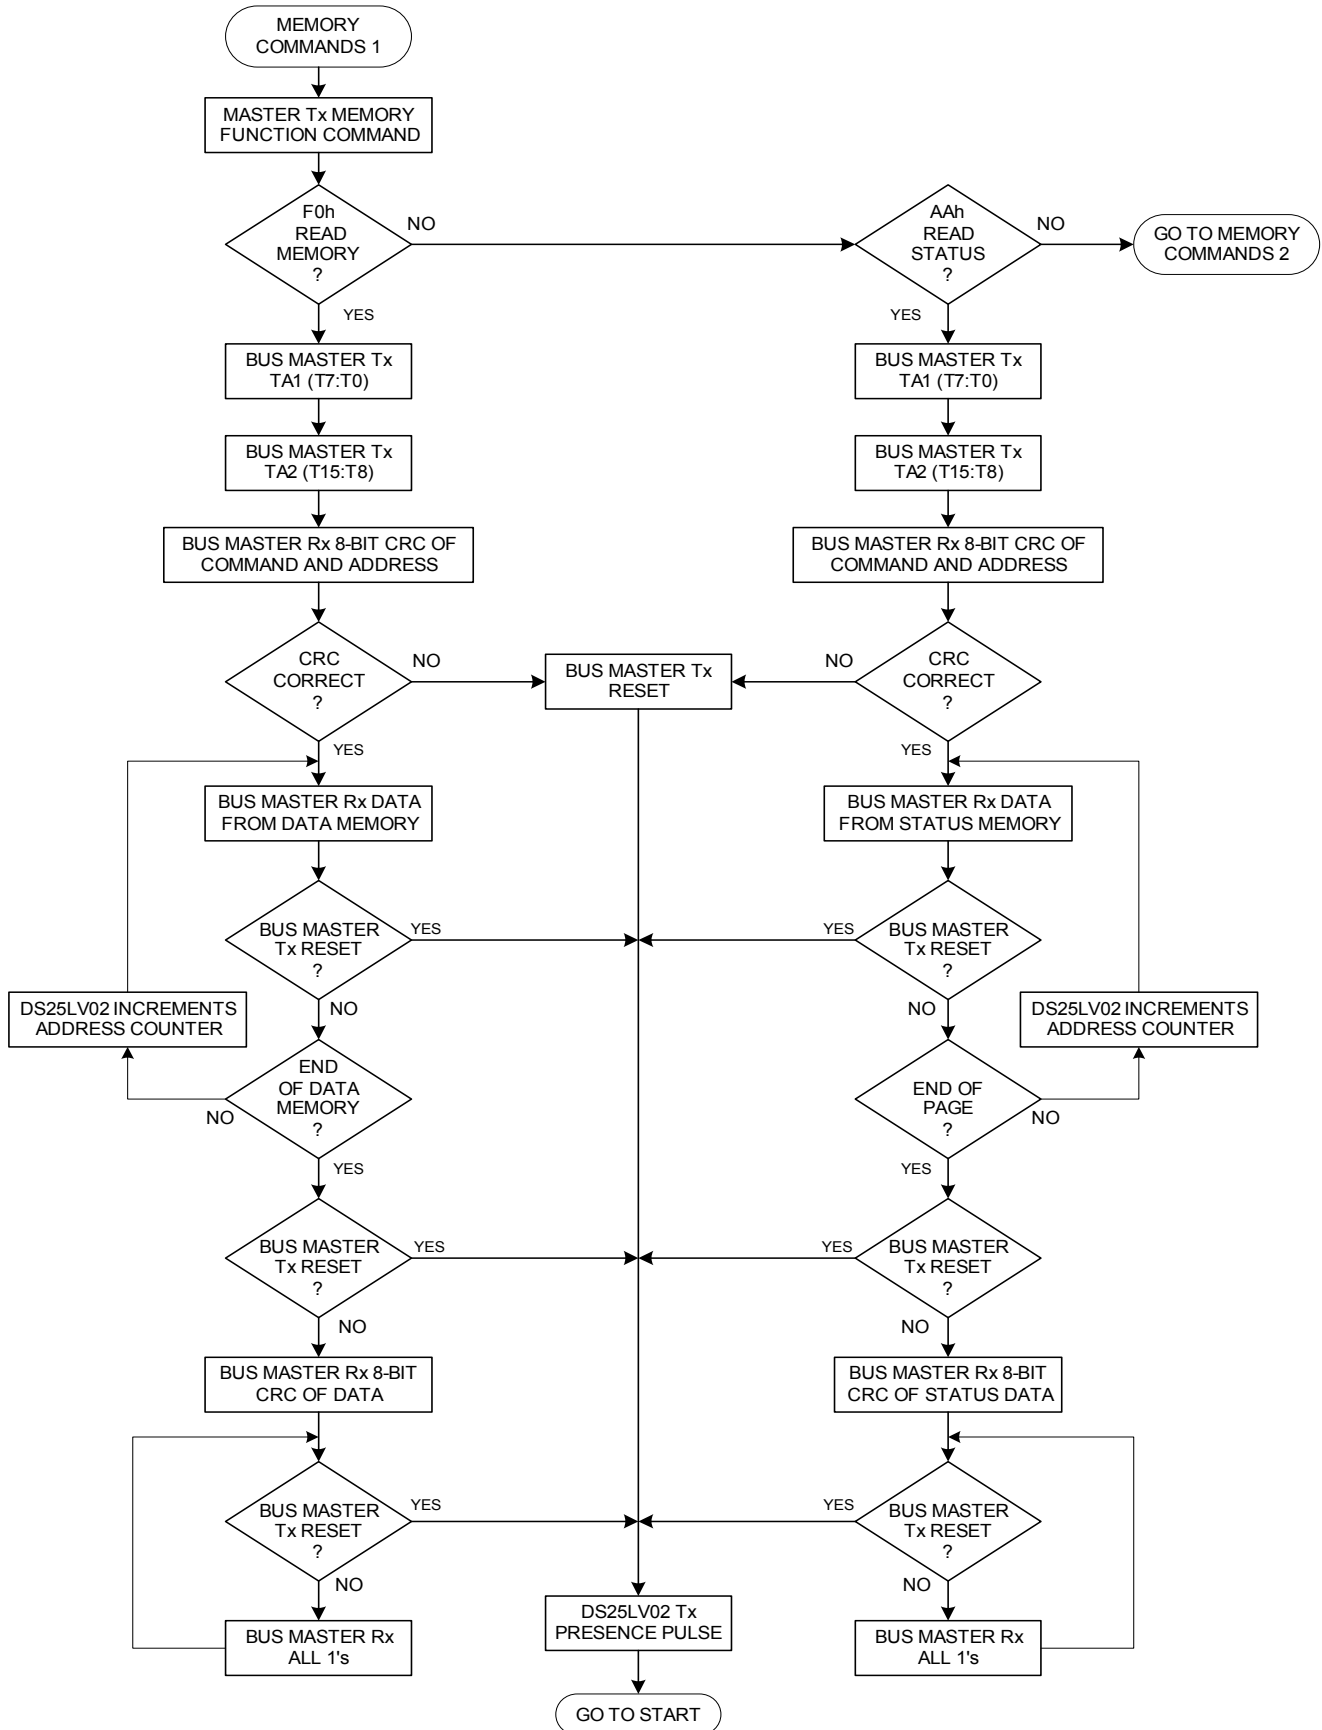 MEMORY
COMMANDS 1
MASTER Tx MEMORY
FUNCTION COMMAND
F0h
READ
MEMORY
?
NO
YES
AAh
READ
STATUS
?
NO
YES
GO TO MEMORY
COMMANDS 2
BUS MASTER Tx
TA1 (T7:T0)
BUS MASTER Tx
TA1 (T7:T0)
BUS MASTER Tx
TA2 (T15:T8)
BUS MASTER Tx
TA2 (T15:T8)
BUS MASTER Rx 8-BIT CRC OF
COMMAND AND ADDRESS
BUS MASTER Rx 8-BIT CRC OF
COMMAND AND ADDRESS
CRC
CORRECT
?
NO
YES
BUS MASTER Tx
RESET
NO
CRC
CORRECT
?
YES
BUS MASTER Rx DATA
FROM DATA MEMORY
BUS MASTER Rx DATA
FROM STATUS MEMORY
BUS MASTER
Tx RESET
?
YES
NO
YES
BUS MASTER
Tx RESET
?
NO
DS25LV02 INCREMENTS
ADDRESS COUNTER
DS25LV02 INCREMENTS
ADDRESS COUNTER
END
OF DATA
MEMORY
?
NO
YES
END OF
PAGE
?
NO
YES
BUS MASTER
Tx RESET
?
YES
NO
YES
BUS MASTER
Tx RESET
?
NO
BUS MASTER Rx 8-BIT
CRC OF DATA
BUS MASTER Rx 8-BIT
CRC OF STATUS DATA
BUS MASTER
Tx RESET
?
YES
NO
YES
BUS MASTER
Tx RESET
?
NO
BUS MASTER Rx
ALL 1's
DS25LV02 Tx
PRESENCE PULSE
BUS MASTER Rx
ALL 1's
GO TO START